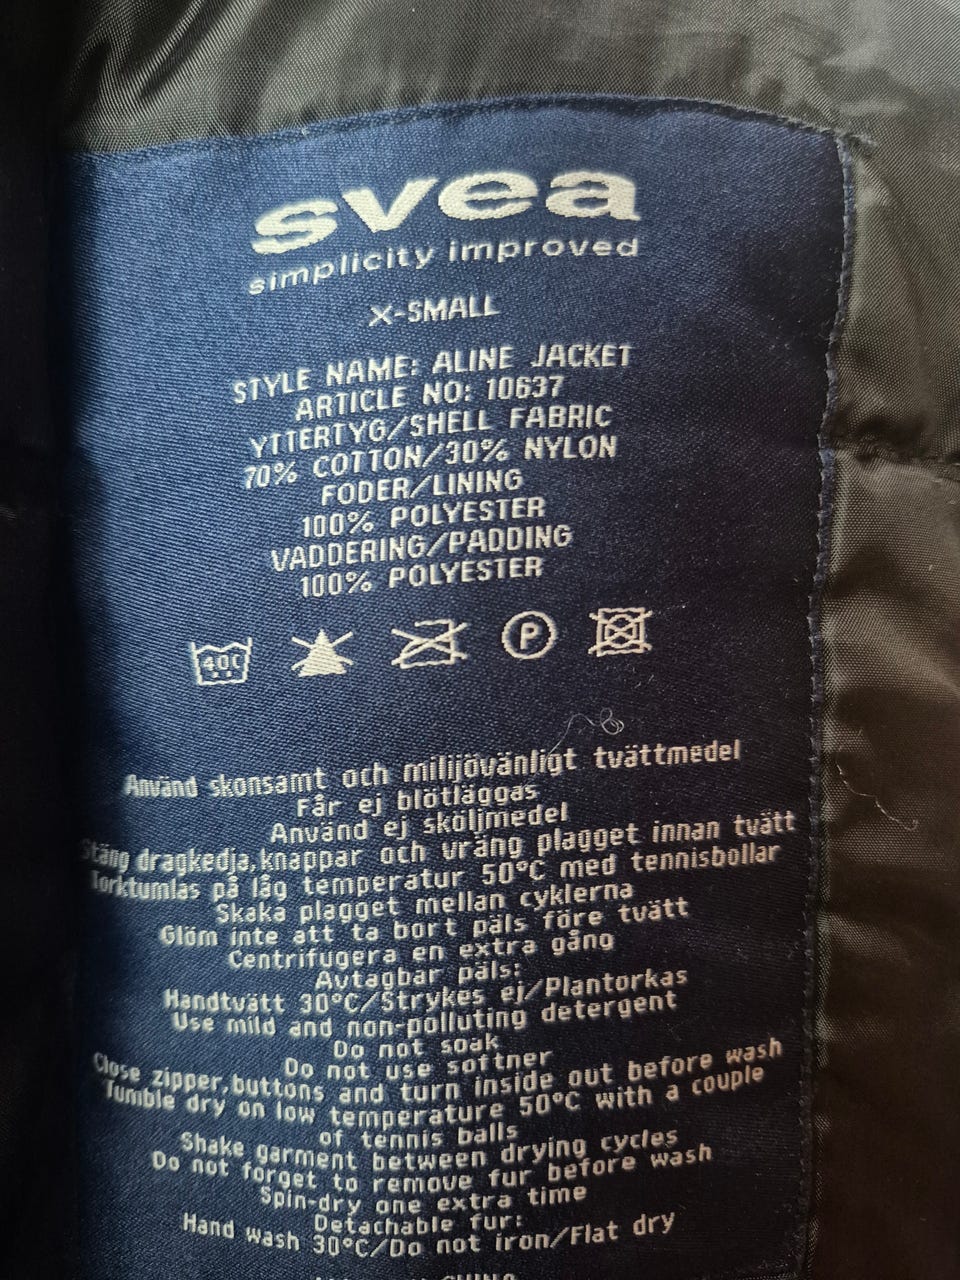 svea
simplicity improved
X-SMALL
STYLE NAME: ALINE JACKET
ARTICLE NO: 10637
YTTERTYG/SHELL FABRIC
70% COTTON/30% NYLON
FODER/LINING
100% POLYESTER
VADDERING/PADDING
100% POLYESTER
40C P
Använd skonsamt och milijövänligt tvättmedel
Får ej blötläggas
Använd ej sköljmedel
Stäng dragkedja,knappar och vräng plagget innan tvätt
Torktumlas på låg temperatur 50°C med tennisbollar
Skaka plagget mellan cyklerna
Glöm inte att ta bort päls före tvätt
Centrifugera en extra gång
Avtagbar päls:
Handtvätt 30°C/Strykes ej/Plantorkas
Use mild and non-polluting detergent
Do not soak
Do not use softner
Close zipper,buttons and turn inside out before wash
Tumble dry on low temperature 50°C with a couple
of tennis balls
Shake garment between drying cycles
Do not forget to remove fur before wash
Spin-dry one extra time
Detachable fur:
Hand wash 30°C/Do not iron/Flat dry